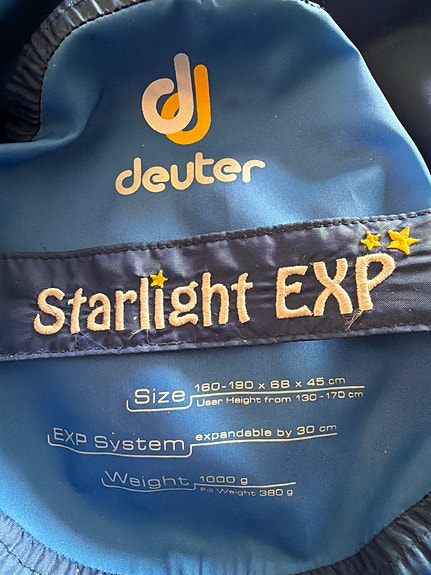 deuter
Starlight EXP
Size 160-190 x 68 x 45 cm
User Height from 130-170 cm
EXP System expandable by 30 cm
Weight 1000 g
Fill Weight 380 g